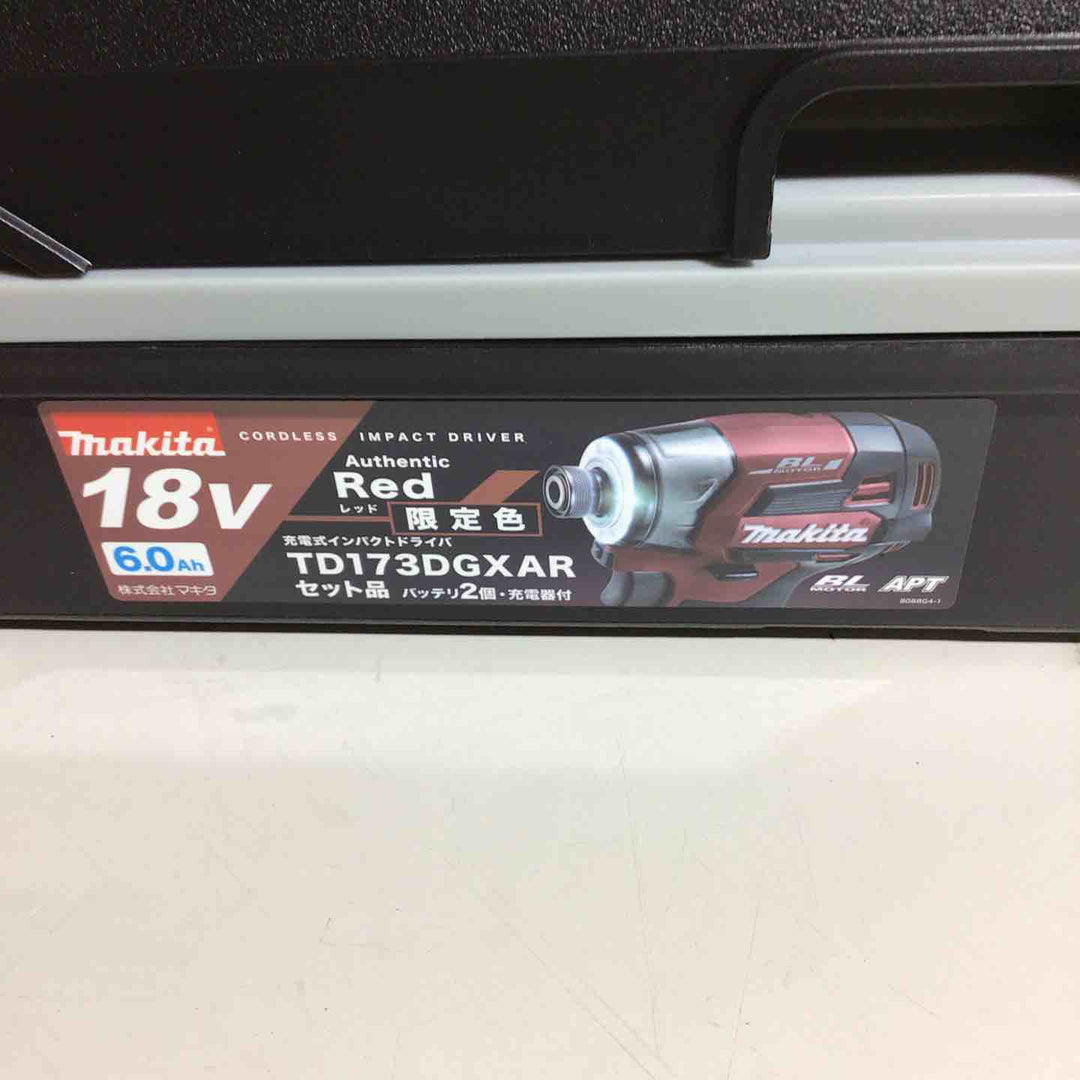 makita
CORDLESS IMPACT DRIVER
18V
6.0Ah
株式会社マキタ
Authentic
Red
レッド
限定色
充電式インパクトドライバ
TD173DGXAR
セット品 バッテリ2個・充電器付
BL
MOTOR
makita
BL
MOTOR
APT
808BG4-1